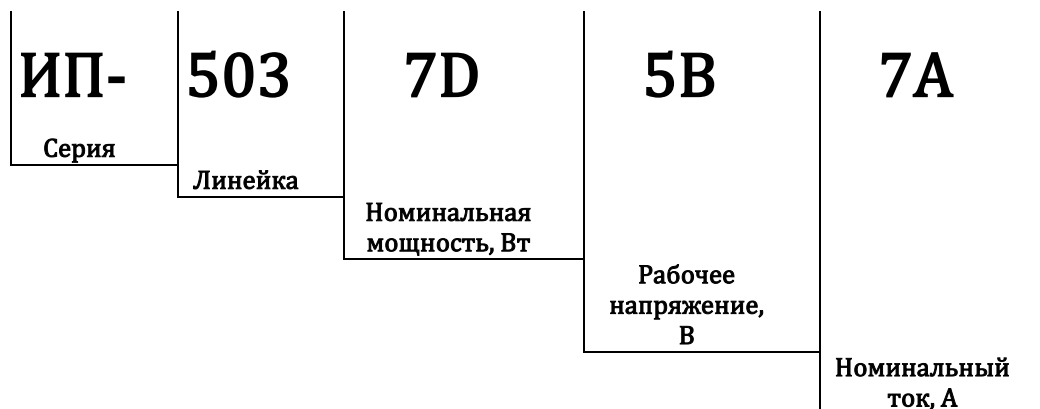 ИП- 503 7D 5B 7A
Серия
Линейка
Номинальная
мощность, Вт
Рабочее
напряжение,
В
Номинальный
ток, А